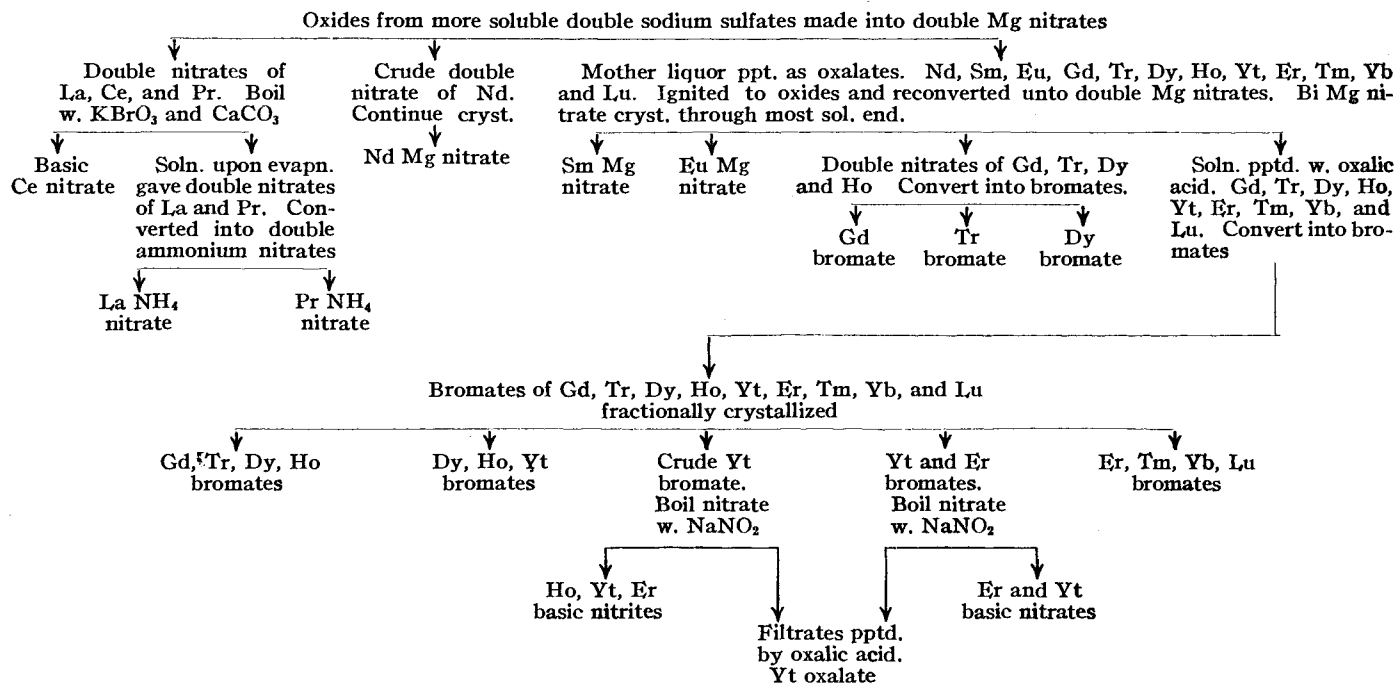 Oxides from more soluble double sodium sulfates made into double Mg nitrates
Double nitrates of
La, Ce, and Pr. Boil
w. KBrO₃ and CaCO₃
Crude double
nitrate of Nd.
Continue cryst.
Mother liquor ppt. as oxalates. Nd, Sm, Eu, Gd, Tr, Dy, Ho, Yt, Er, Tm, Yb
and Lu. Ignited to oxides and reconverted unto double Mg nitrates. Bi Mg ni-
trate cryst. through most sol. end.
Basic
Ce nitrate
Soln. upon evapn.
gave double nitrates
of La and Pr. Con-
verted into double
ammonium nitrates
Nd Mg nitrate
Sm Mg
nitrate
Eu Mg
nitrate
Double nitrates of Gd, Tr, Dy
and Ho Convert into bromates.
Soln. pptd. w. oxalic
acid. Gd, Tr, Dy, Ho,
Yt, Er, Tm, Yb, and
Lu. Convert into bro-
mates
Gd
bromate
Tr
bromate
Dy
bromate
La NH₄
nitrate
Pr NH₄
nitrate
Bromates of Gd, Tr, Dy, Ho, Yt, Er, Tm, Yb, and Lu
fractionally crystallized
Gd, Tr, Dy, Ho
bromates
Dy, Ho, Yt
bromates
Crude Yt
bromate.
Boil nitrate
w. NaNO₂
Yt and Er
bromates.
Boil nitrate
w. NaNO₂
Er, Tm, Yb, Lu
bromates
Ho, Yt, Er
basic nitrites
Er and Yt
basic nitrates
Filtrates pptd.
by oxalic acid.
Yt oxalate